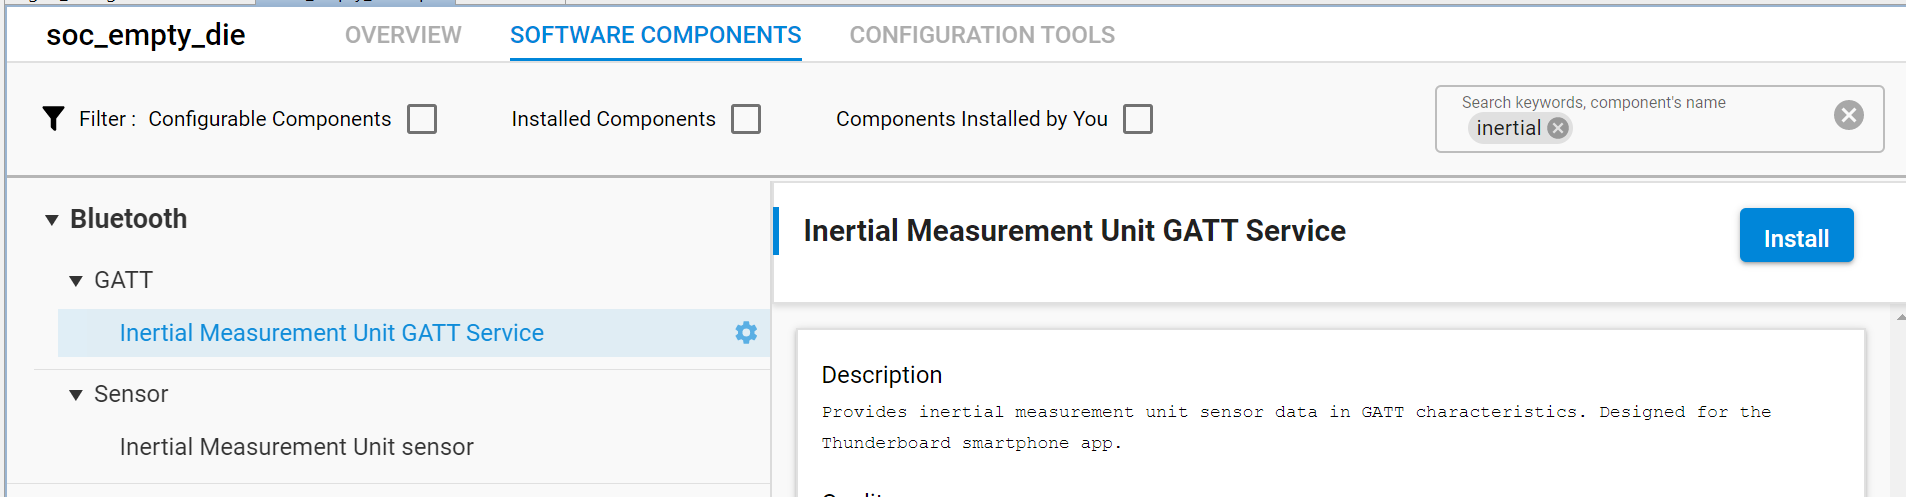 soc_empty_die OVERVIEW SOFTWARE COMPONENTS CONFIGURATION TOOLS
Filter : Configurable Components Installed Components Components Installed by You
Search keywords, component's name
inertial
Bluetooth
GATT
Inertial Measurement Unit GATT Service
Sensor
Inertial Measurement Unit sensor
Inertial Measurement Unit GATT Service
Install
Description
Provides inertial measurement unit sensor data in GATT characteristics. Designed for the
Thunderboard smartphone app.